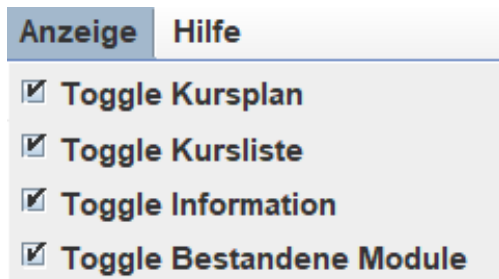 Anzeige Hilfe
Toggle Kursplan
Toggle Kursliste
Toggle Information
Toggle Bestandene Module